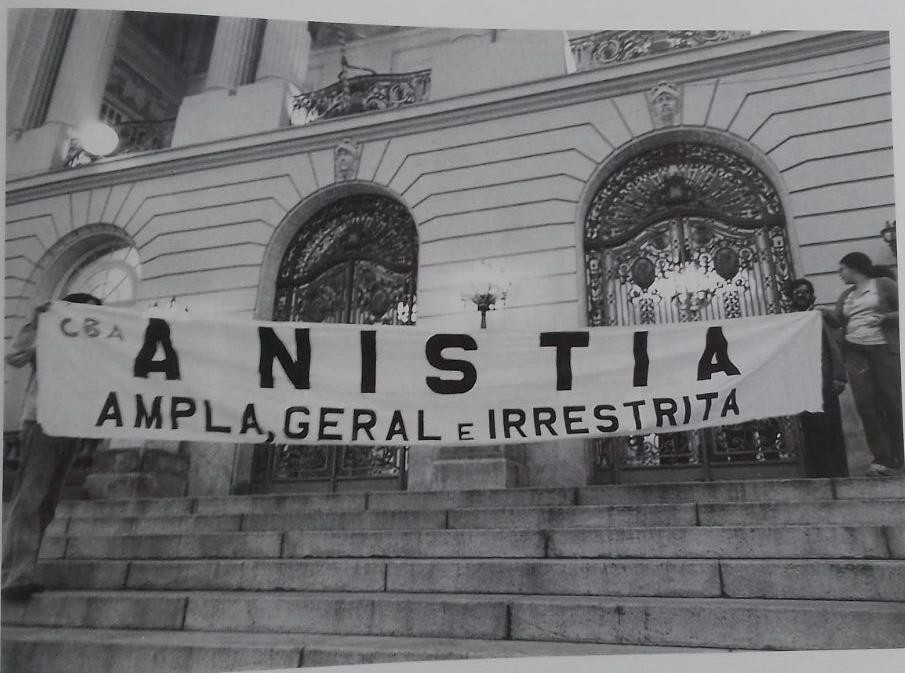 CBA
ANISTIA
AMPLA, GERAL E IRRESTRITA